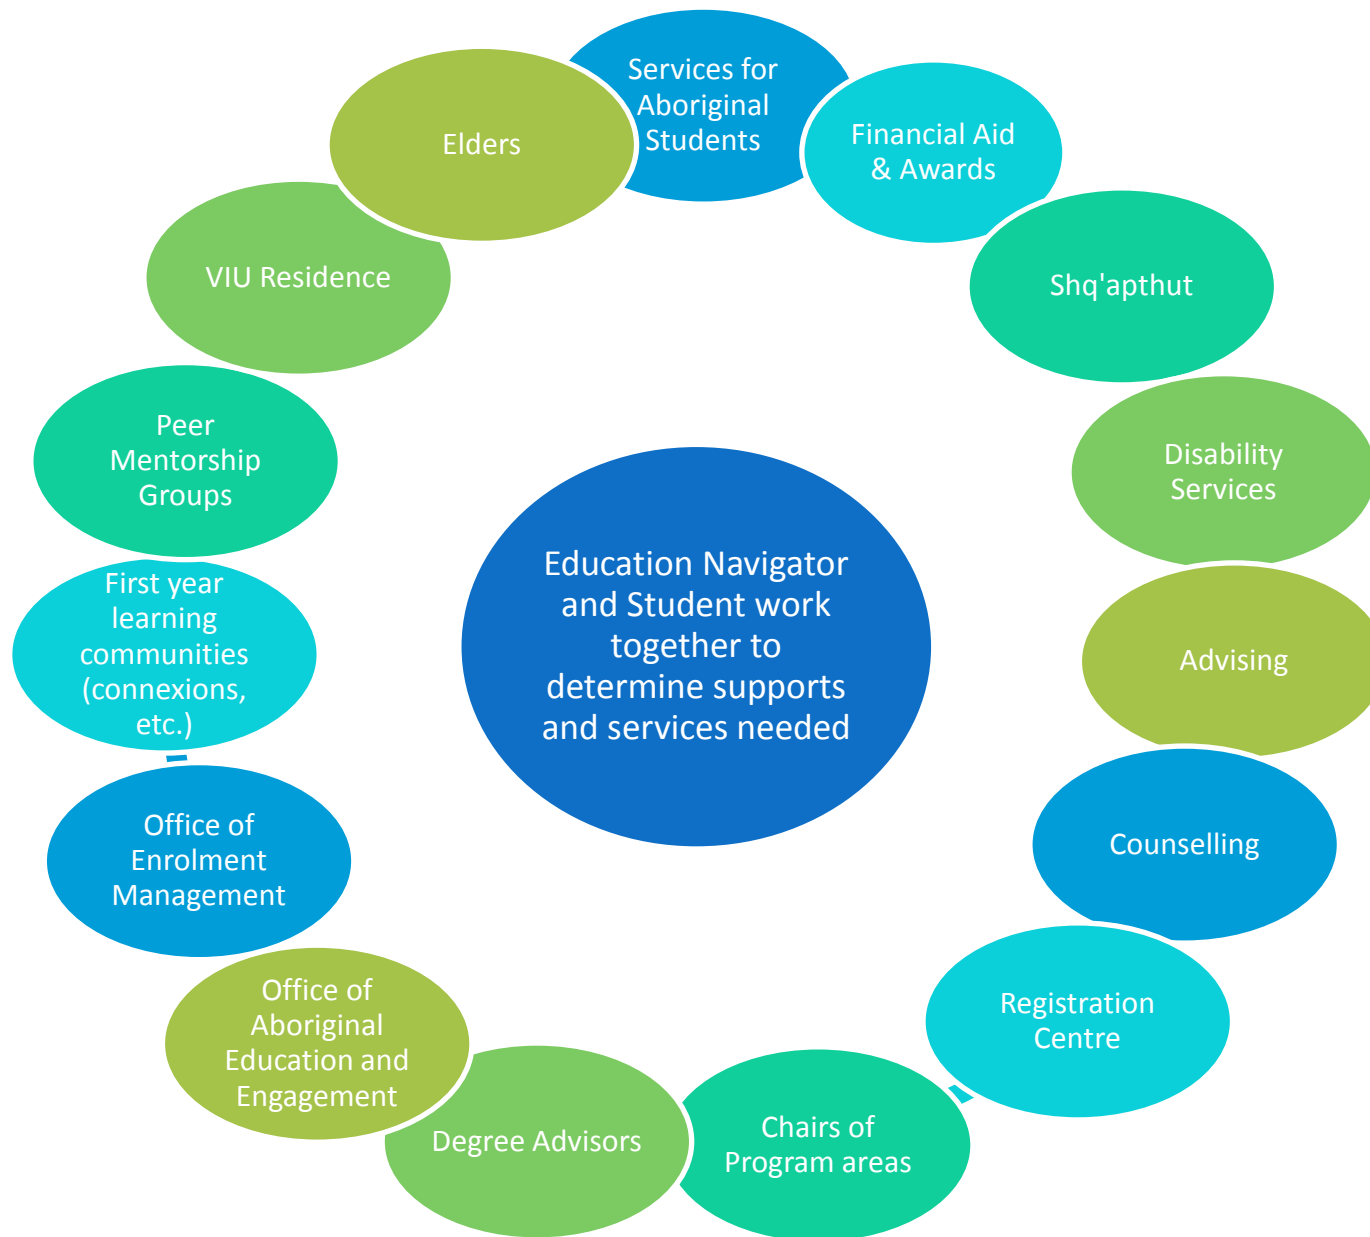 Services for
Aboriginal
Students
Financial Aid
& Awards
Shq'apthut
Disability
Services
Advising
Counselling
Registration
Centre
Chairs of
Program areas
Degree Advisors
Office of
Aboriginal
Education and
Engagement
Office of
Enrolment
Management
First year
learning
communities
(connexions,
etc.)
Peer
Mentorship
Groups
VIU Residence
Elders
Education Navigator
and Student work
together to
determine supports
and services needed